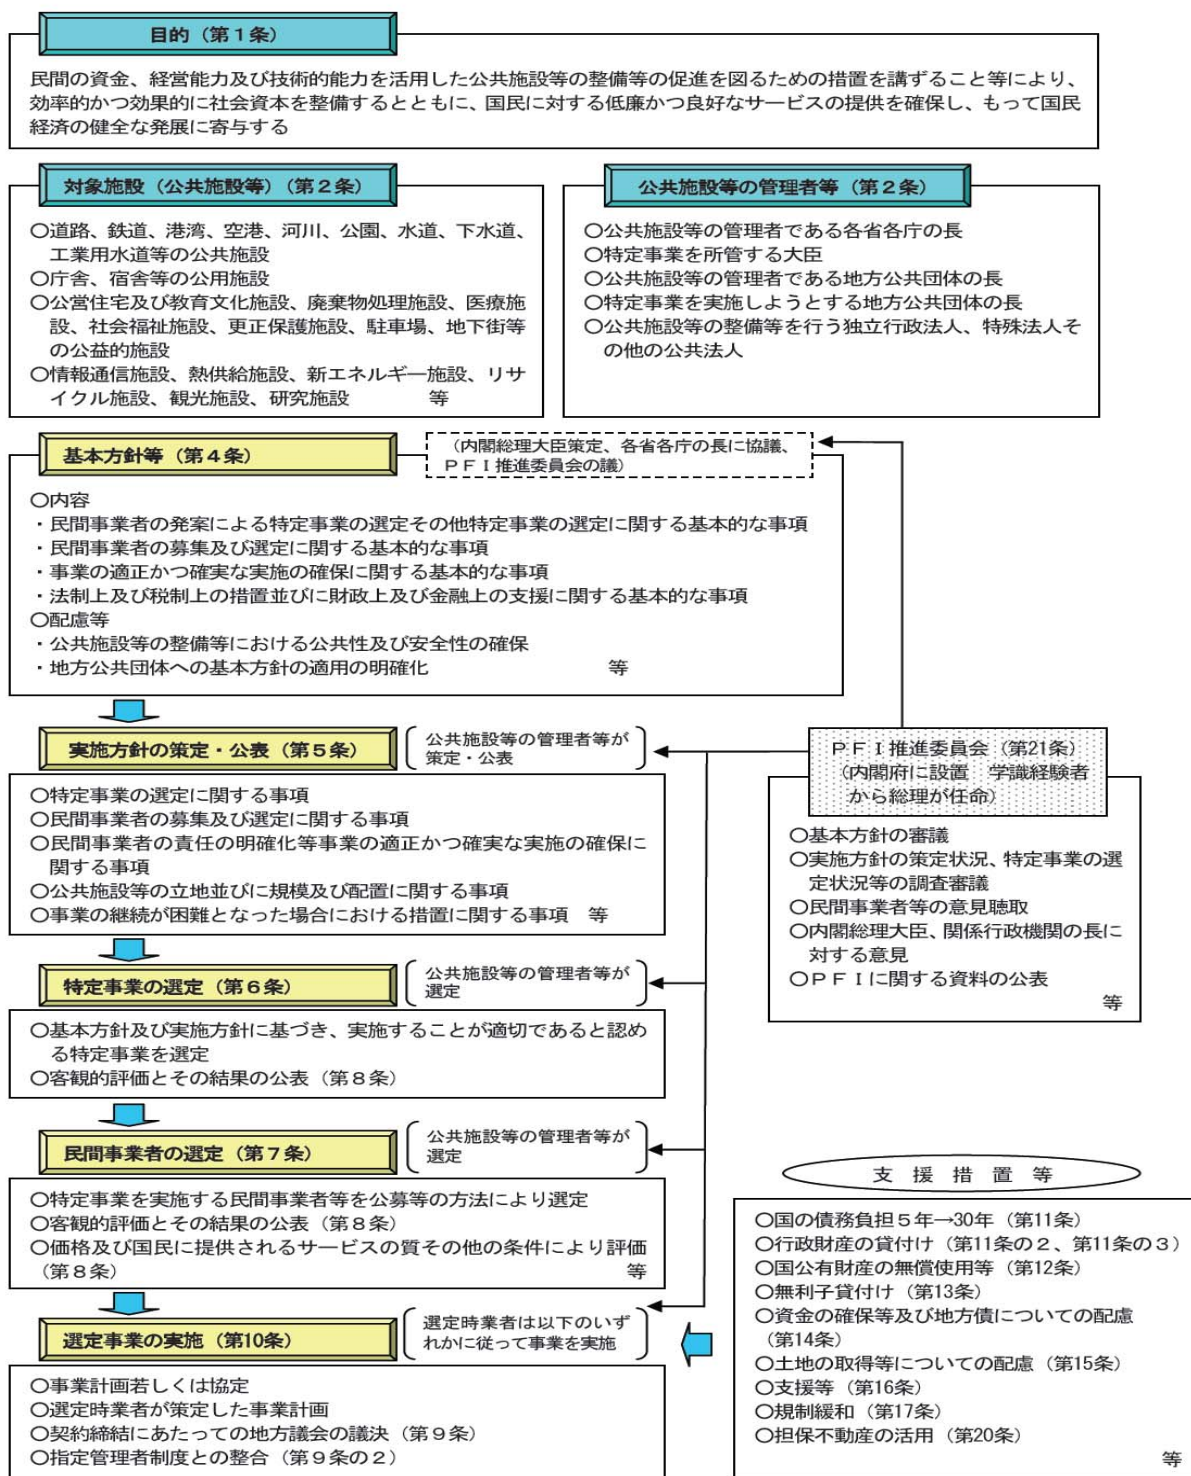 目的（第１条）
民間の資金、経営能力及び技術的能力を活用した公共施設等の整備等の促進を図るための措置を講ずること等により、
効率的かつ効果的に社会資本を整備するとともに、国民に対する低廉かつ良好なサービスの提供を確保し、もって国民
経済の健全な発展に寄与する
対象施設（公共施設等）（第２条）
〇道路、鉄道、港湾、空港、河川、公園、水道、下水道、
工業用水道等の公共施設
〇庁舎、宿舎等の公用施設
〇公営住宅及び教育文化施設、廃棄物処理施設、医療施
設、社会福祉施設、更正保護施設、駐車場、地下街等
の公益的施設
〇情報通信施設、熱供給施設、新エネルギー施設、リサ
イクル施設、観光施設、研究施設　等
公共施設等の管理者等（第２条）
〇公共施設等の管理者である各省各庁の長
〇特定事業を所管する大臣
〇公共施設等の管理者である地方公共団体の長
〇特定事業を実施しようとする地方公共団体の長
〇公共施設等の整備等を行う独立行政法人、特殊法人そ
の他の公共法人
基本方針等（第４条）
（内閣総理大臣策定、各省各庁の長に協議、
ＰＦＩ推進委員会の議）
〇内容
・民間事業者の発案による特定事業の選定その他特定事業の選定に関する基本的な事項
・民間事業者の募集及び選定に関する基本的な事項
・事業の適正かつ確実な実施の確保に関する基本的な事項
・法制上及び税制上の措置並びに財政上及び金融上の支援に関する基本的な事項
〇配慮等
・公共施設等の整備等における公共性及び安全性の確保
・地方公共団体への基本方針の適用の明確化　等
実施方針の策定・公表（第５条）
公共施設等の管理者等が
策定・公表
〇特定事業の選定に関する事項
〇民間事業者の募集及び選定に関する事項
〇民間事業者の責任の明確化等事業の適正かつ確実な実施の確保に
関する事項
〇公共施設等の立地並びに規模及び配置に関する事項
〇事業の継続が困難となった場合における措置に関する事項　等
特定事業の選定（第６条）
公共施設等の管理者等が
選定
〇基本方針及び実施方針に基づき、実施することが適切であると認め
る特定事業を選定
〇客観的評価とその結果の公表（第８条）
民間事業者の選定（第７条）
公共施設等の管理者等が
選定
〇特定事業を実施する民間事業者等を公募等の方法により選定
〇客観的評価とその結果の公表（第８条）
〇価格及び国民に提供されるサービスの質その他の条件により評価
（第８条）　等
選定事業の実施（第10条）
選定時業者は以下のいず
れかに従って事業を実施
〇事業計画若しくは協定
〇選定時業者が策定した事業計画
〇契約締結にあたっての地方議会の議決（第９条）
〇指定管理者制度との整合（第９条の２）
ＰＦＩ推進委員会（第21条）
（内閣府に設置　学識経験者
から総理が任命）
〇基本方針の審議
〇実施方針の策定状況、特定事業の選
定状況等の調査審議
〇民間事業者等の意見聴取
〇内閣総理大臣、関係行政機関の長に
対する意見
〇ＰＦＩに関する資料の公表
等
支援措置等
〇国の債務負担５年→30年（第11条）
〇行政財産の貸付け（第11条の２、第11条の３）
〇国公有財産の無償使用等（第12条）
〇無利子貸付け（第13条）
〇資金の確保等及び地方債についての配慮
（第14条）
〇土地の取得等についての配慮（第15条）
〇支援等（第16条）
〇規制緩和（第17条）
〇担保不動産の活用（第20条）
等